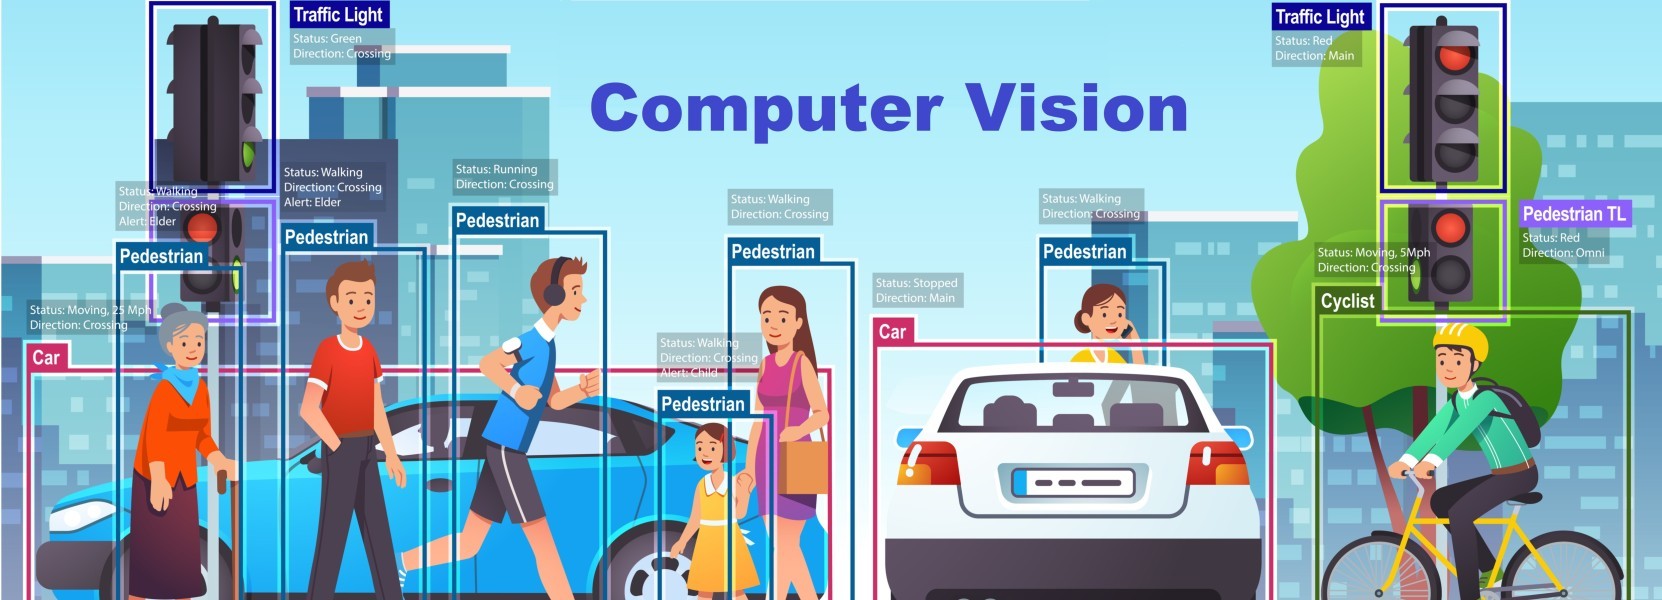 Traffic Light
Status: Green
Direction: Crossing
Computer Vision
Traffic Light
Status: Red
Direction: Main
Status: Walking
Direction: Crossing
Alert: Elder
Pedestrian
Status: Walking
Direction: Crossing
Alert: Elder
Pedestrian
Status: Running
Direction: Crossing
Pedestrian
Status: Walking
Direction: Crossing
Pedestrian
Status: Walking
Direction: Crossing
Pedestrian
Pedestrian TL
Status: Red
Direction: Omni
Status: Moving, 5Mph
Direction: Crossing
Cyclist
Status: Stopped
Direction: Main
Car
Status: Moving, 25 Mph
Direction: Crossing
Car
Status: Walking
Direction: Crossing
Alert: Child
Pedestrian